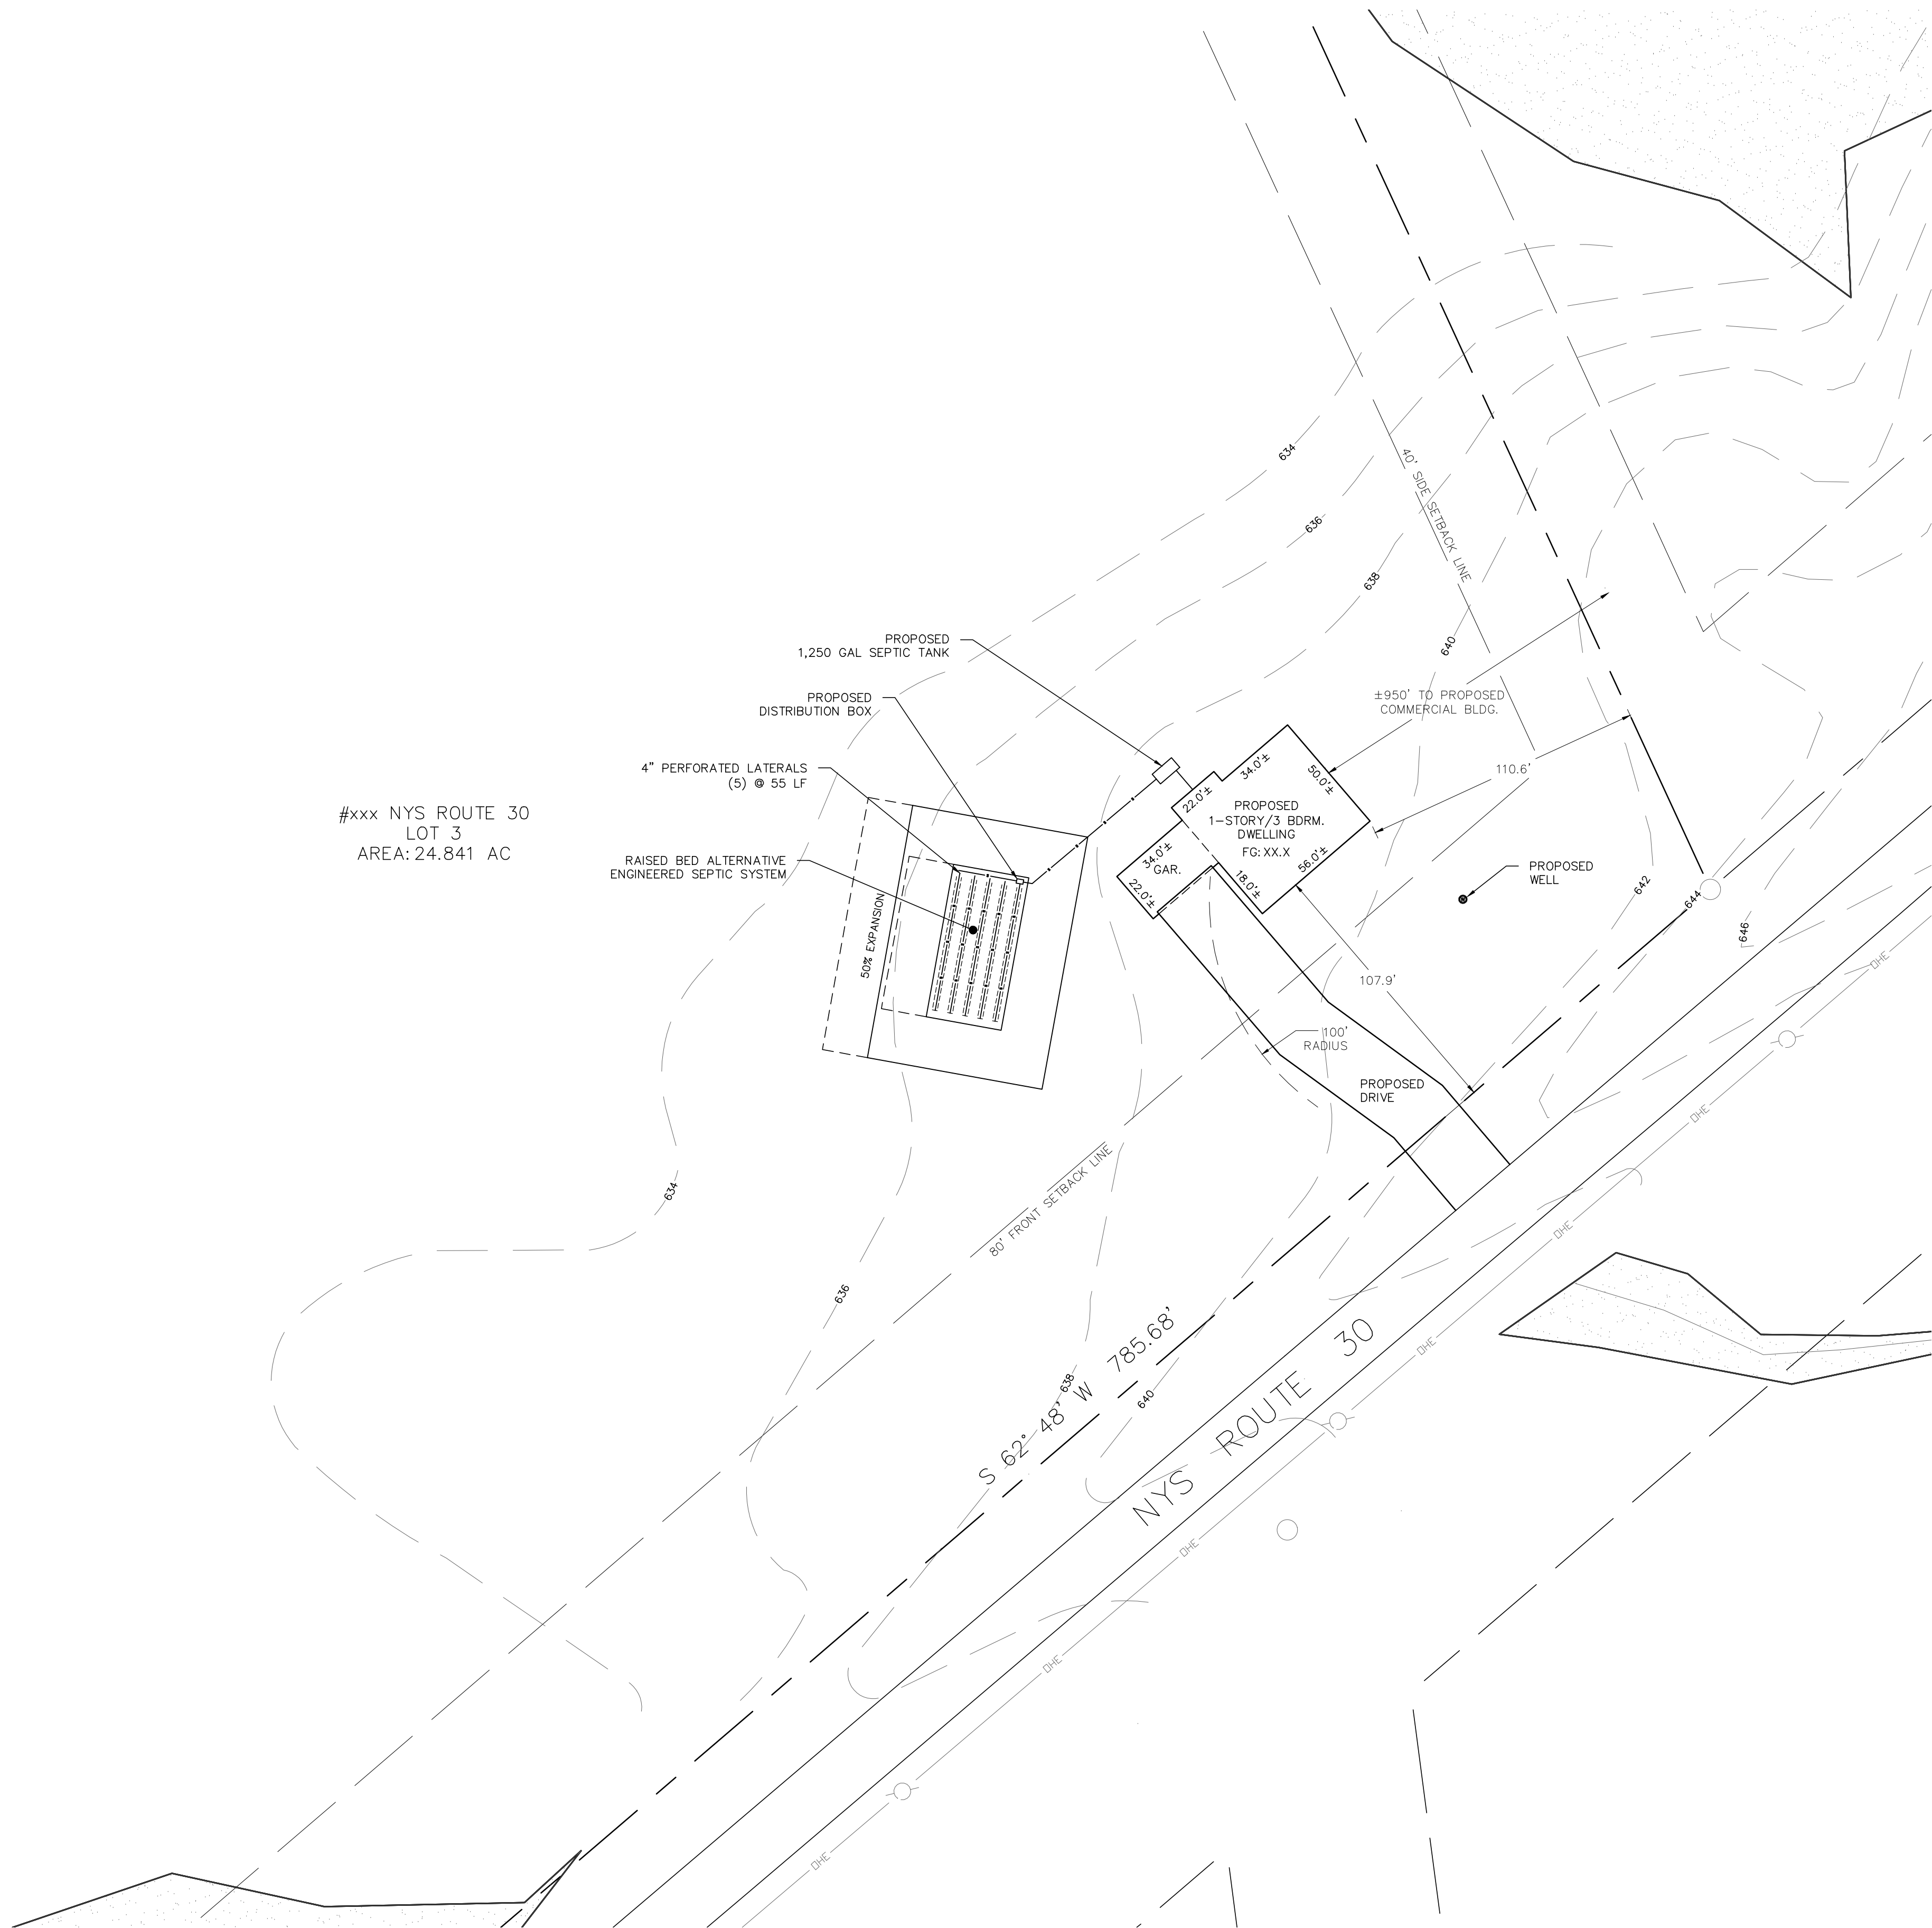 634
636
638
40' SIDE SETBACK LINE
640
PROPOSED
1,250 GAL SEPTIC TANK
PROPOSED
DISTRIBUTION BOX
4" PERFORATED LATERALS
(5) @ 55 LF
RAISED BED ALTERNATIVE
ENGINEERED SEPTIC SYSTEM
50% EXPANSION
#xxx NYS ROUTE 30
LOT 3
AREA: 24.841 AC
±950' TO PROPOSED
COMMERCIAL BLDG.
110.6'
34.0'±
50.0'±
22.0'±
PROPOSED
1-STORY/3 BDRM.
DWELLING
FG: XX.X
56.0'±
18.0'±
34.0'±
GAR.
22.0'±
PROPOSED
WELL
642
644
646
107.9'
100'
RADIUS
PROPOSED
DRIVE
OHE
OHE
OHE
OHE
OHE
OHE
OHE
634
636
638
640
80' FRONT SETBACK LINE
S 62° 48' W 785.68'
NYS ROUTE 30